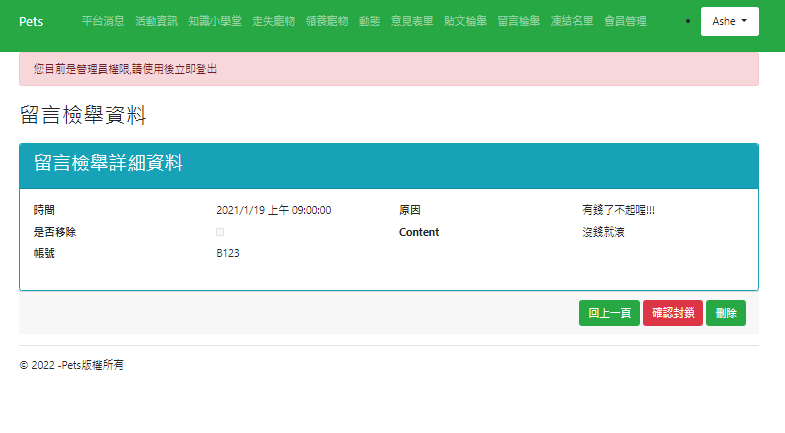 Pets 平台消息 活動資訊 知識小學堂 走失寵物 領養寵物 動態 意見表單 貼文檢舉 留言檢舉 凍結名單 會員管理 Ashe
您目前是管理員權限,請使用後立即登出
留言檢舉資料
留言檢舉詳細資料
時間 2021/1/19 上午 09:00:00 原因 有錢了不起喔!!!
是否移除 Content 沒錢就滾
帳號 B123
回上一頁 確認封鎖 刪除
© 2022 -Pets版權所有